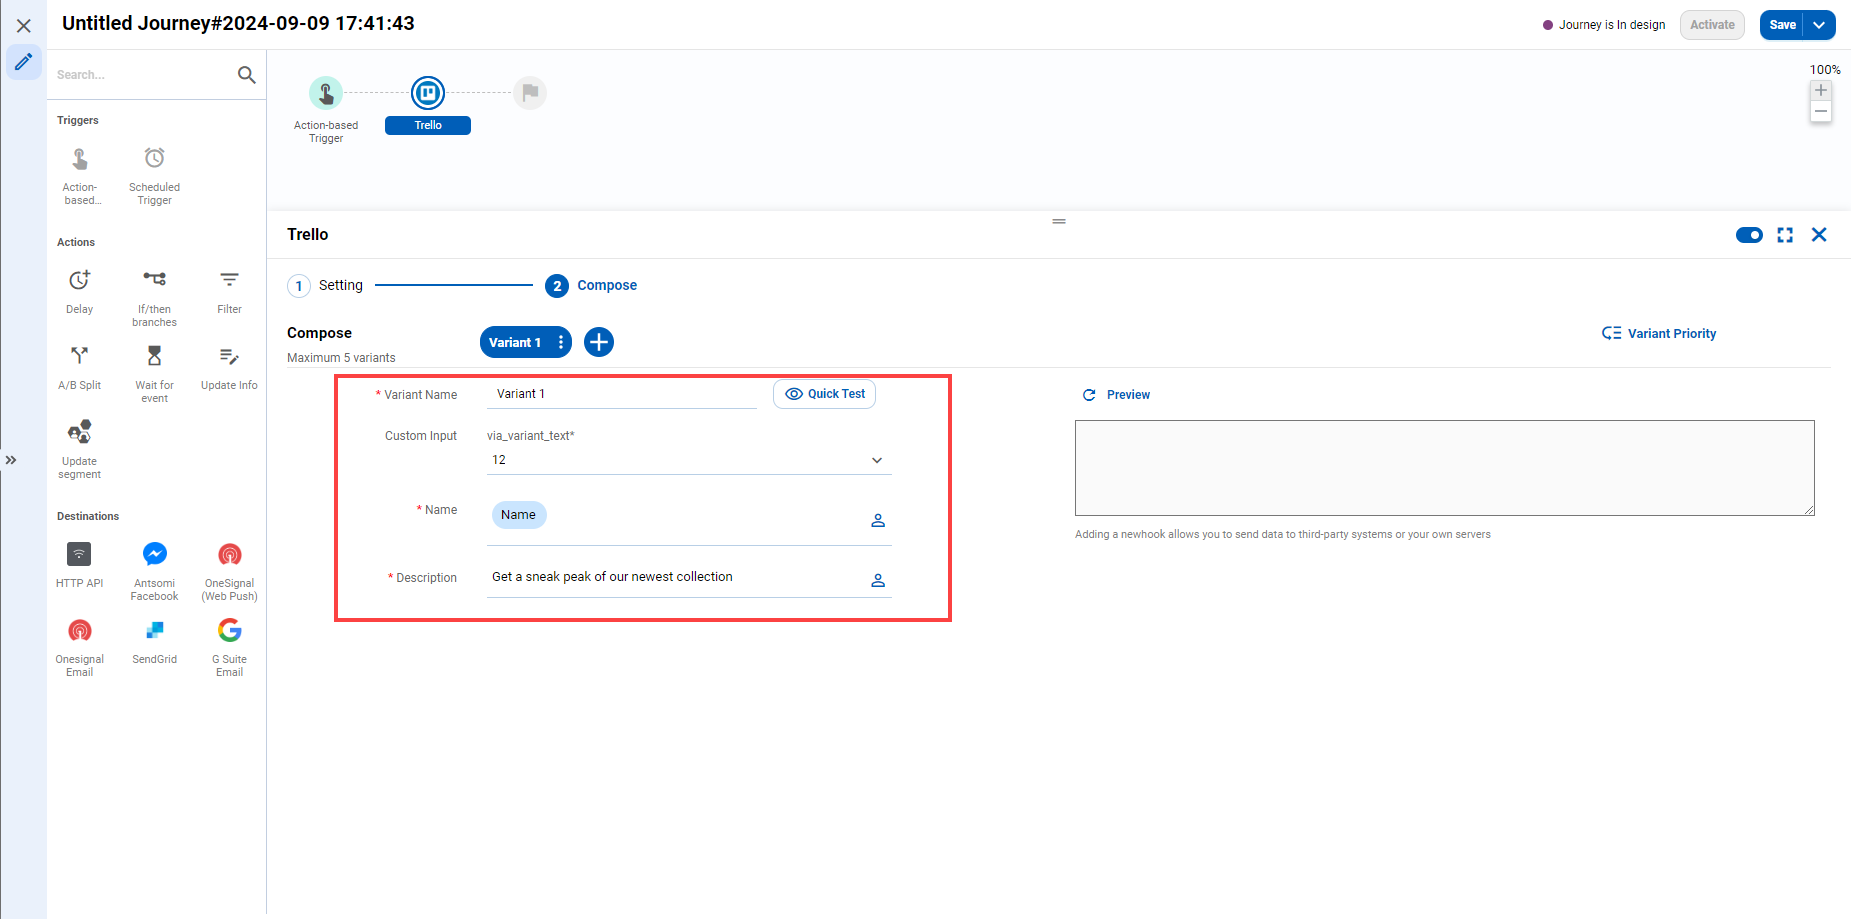 Untitled Journey#2024-09-09 17:41:43
Journey is In design
Activate
Save
Search...
100%
Triggers
Action-
based...
Scheduled
Trigger
Actions
Delay
If/then
branches
Filter
A/B Split
Wait for
event
Update Info
Update
segment
Destinations
HTTP API
Antsomi
Facebook
OneSignal
(Web Push)
Onesignal
Email
SendGrid
G Suite
Email
Action-based
Trigger
Trello
Trello
1 Setting
2 Compose
Compose
Maximum 5 variants
Variant 1
Variant Priority
* Variant Name
Variant 1
Quick Test
Custom Input
via_variant_text*
12
* Name
Name
* Description
Get a sneak peak of our newest collection
Preview
Adding a newhook allows you to send data to third-party systems or your own servers